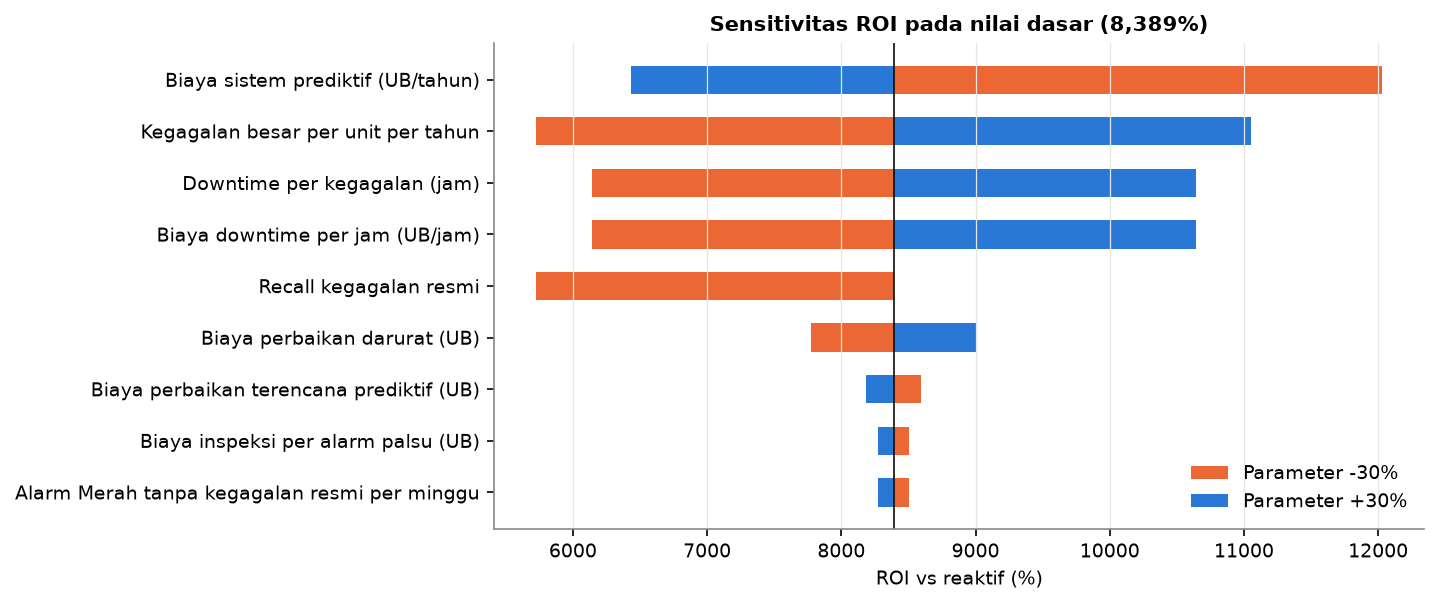 Sensitivitas ROI pada nilai dasar (8,389%)
Biaya sistem prediktif (UB/tahun)
Kegagalan besar per unit per tahun
Downtime per kegagalan (jam)
Biaya downtime per jam (UB/jam)
Recall kegagalan resmi
Biaya perbaikan darurat (UB)
Biaya perbaikan terencana prediktif (UB)
Biaya inspeksi per alarm palsu (UB)
Alarm Merah tanpa kegagalan resmi per minggu
Parameter -30%
Parameter +30%
6000 7000 8000 9000 10000 11000 12000
ROI vs reaktif (%)